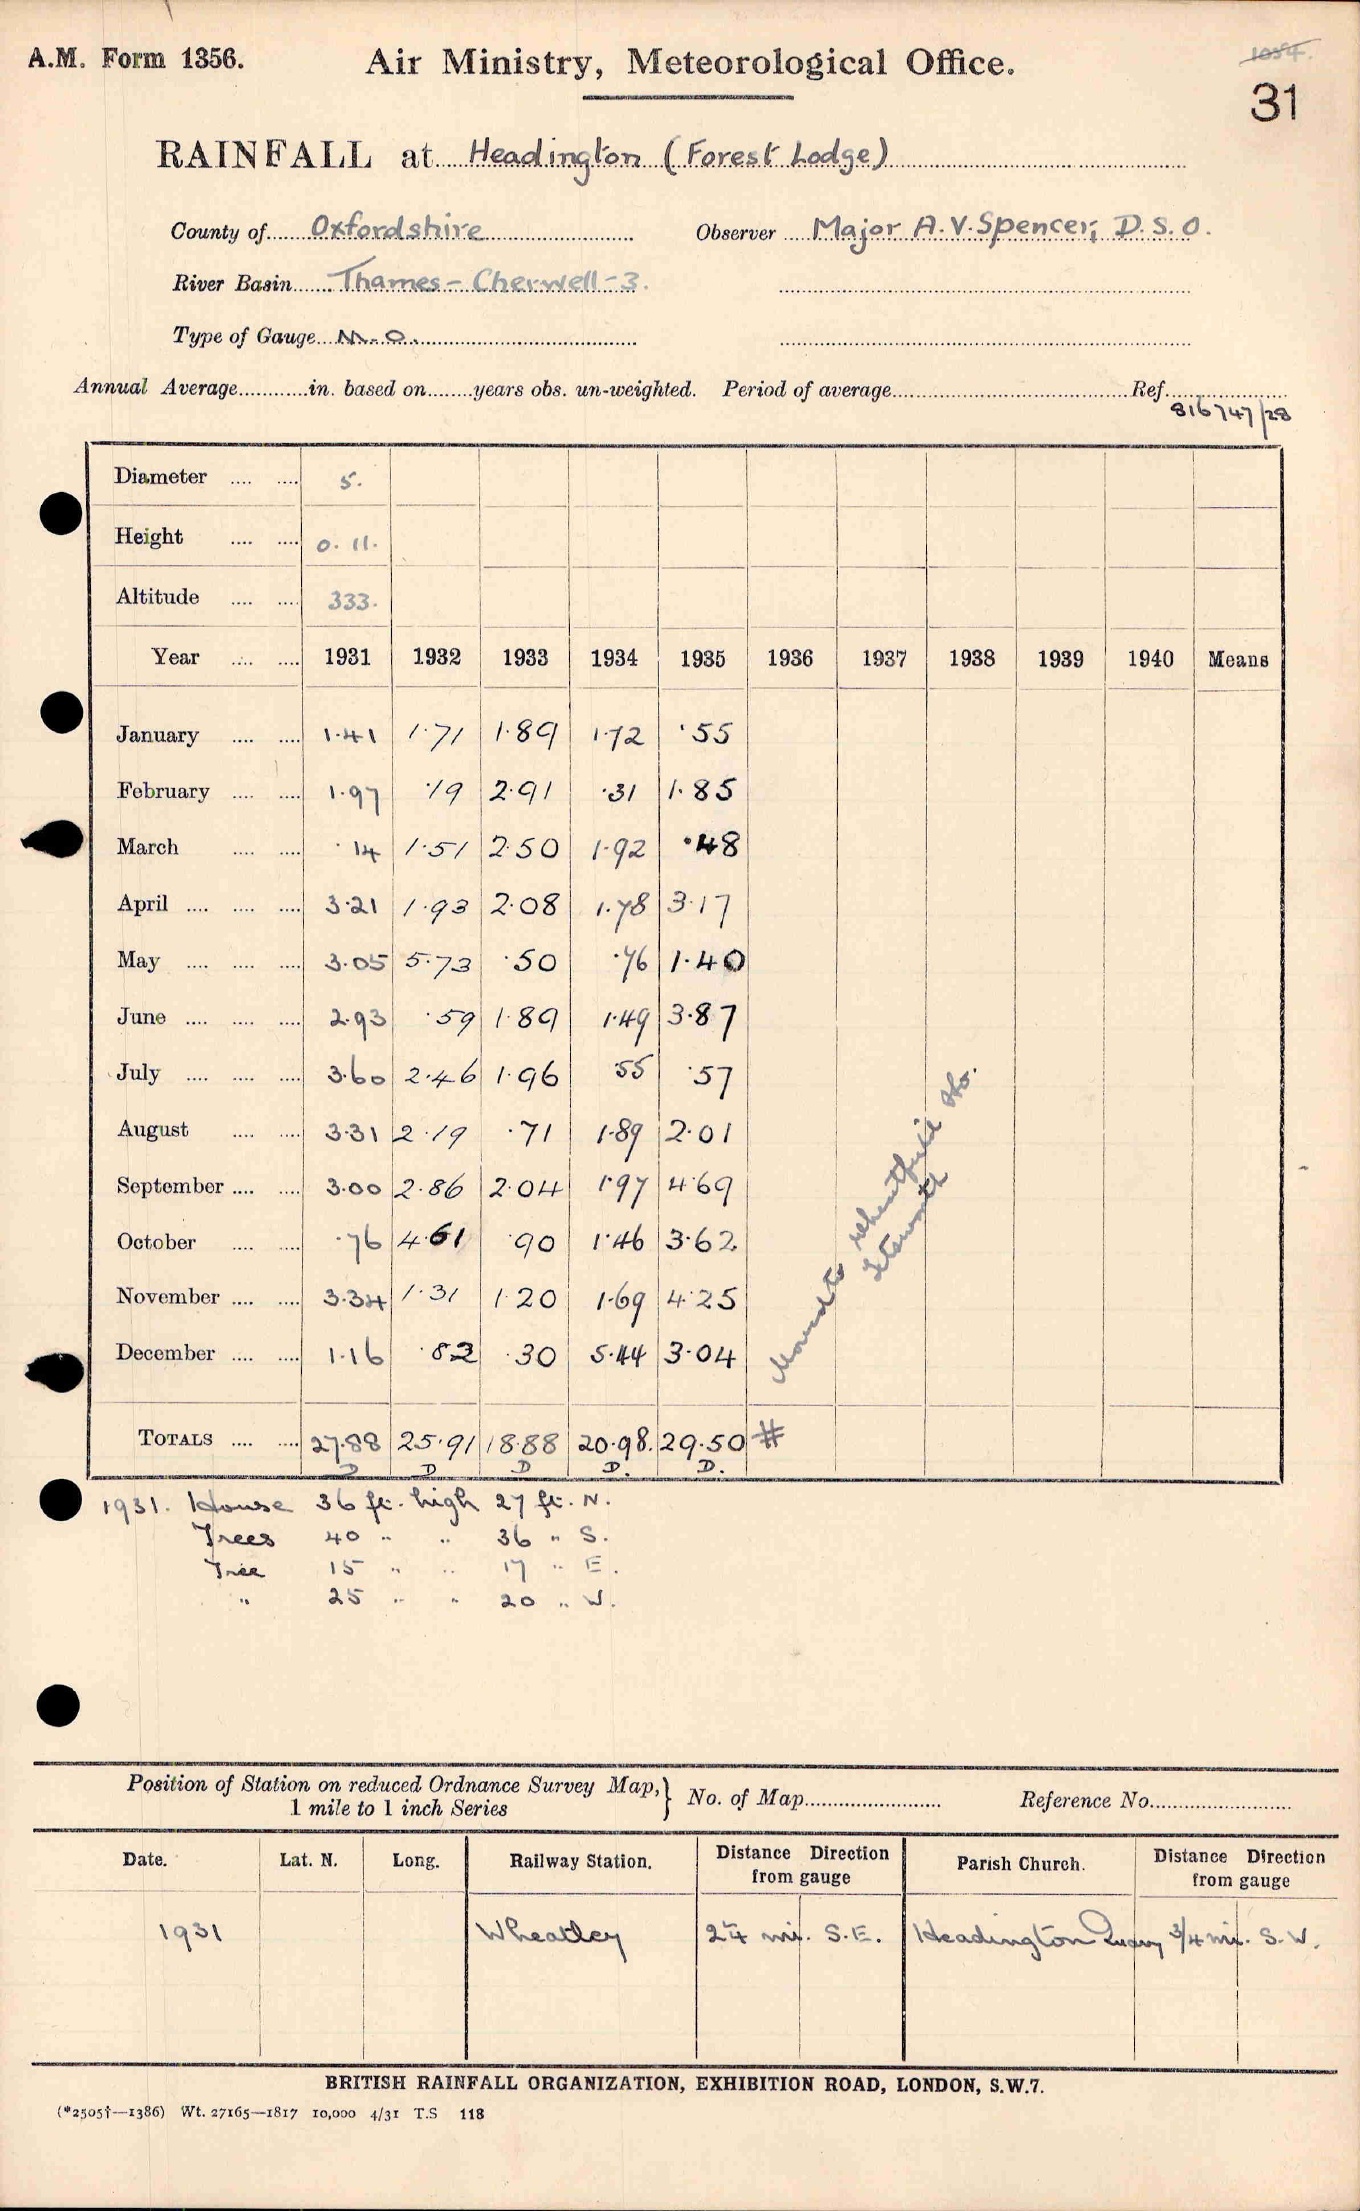 A.M. Form 1356. Air Ministry, Meteorological Office. 1054.
31
RAINFALL at Headington (Forest Lodge)
County of Oxfordshire Observer Major A.V. Spencer, D.S.O.
River Basin Thames - Cherwell - 3.
Type of Gauge M.O.
Annual Average............in. based on........years obs. un-weighted. Period of average Ref.
816747/28
Diameter .... .... 5.
Height .... .... 0. 11.
Altitude .... .... 333.
Year .... .... 1931 1932 1933 1934 1935 1936 1937 1938 1939 1940 Means
January .... .... 1.41 1.71 1.89 1.72 .55
February .... .... 1.97 .19 2.91 .31 1.85
March .... .... .14 1.51 2.50 1.92 .48
April .... .... .... 3.21 1.93 2.08 1.78 3.17
May .... .... .... 3.05 5.73 .50 .76 1.40
June .... .... .... 2.93 .59 1.89 1.49 3.87
July .... .... .... 3.60 2.46 1.96 .55 .57
August .... .... 3.31 2.19 .71 1.89 2.01
September .... .... 3.00 2.86 2.04 1.97 4.69
October .... .... .76 4.61 .90 1.46 3.62
November .... .... 3.34 1.31 1.20 1.69 4.25
December .... .... 1.16 .82 .30 5.44 3.04
Moved to Wheatfield Ho.
Tetsworth
TOTALS .... .... 27.88 25.91 18.88 20.98. 29.50 #
D D D D. D.
1931. House 36 ft. high 27 ft. N.
Trees 40 " " 36 " S.
Tree 15 " " 17 " E.
" 25 " " 20 " W.
Position of Station on reduced Ordnance Survey Map, } No. of Map Reference No.
1 mile to 1 inch Series
Date. Lat. N. Long. Railway Station. Distance Direction Parish Church. Distance Direction
from gauge from gauge
1931 Wheatley 2¼ mi. S.E. Headington Quarry 3/4 mi. S.W.
BRITISH RAINFALL ORGANIZATION, EXHIBITION ROAD, LONDON, S.W.7.
(*2505†—1386) Wt. 27165—1817 10,000 4/31 T.S 118